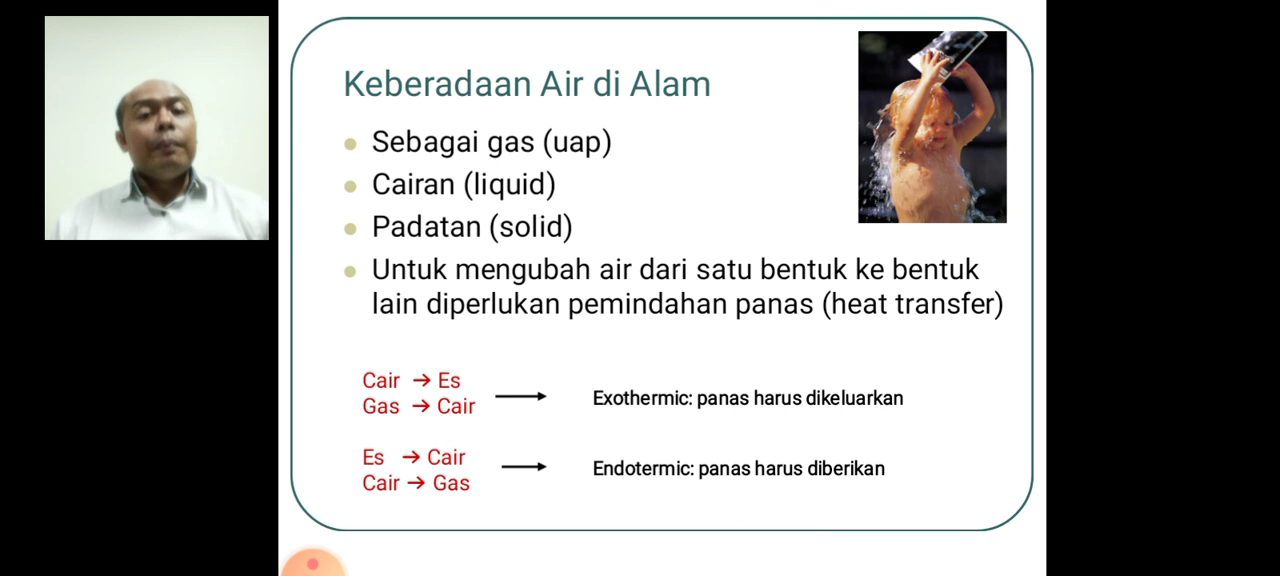 Keberadaan Air di Alam
Sebagai gas (uap)
Cairan (liquid)
Padatan (solid)
Untuk mengubah air dari satu bentuk ke bentuk
lain diperlukan pemindahan panas (heat transfer)
Cair → Es
Gas → Cair
Exothermic: panas harus dikeluarkan
Es → Cair
Cair → Gas
Endotermic: panas harus diberikan